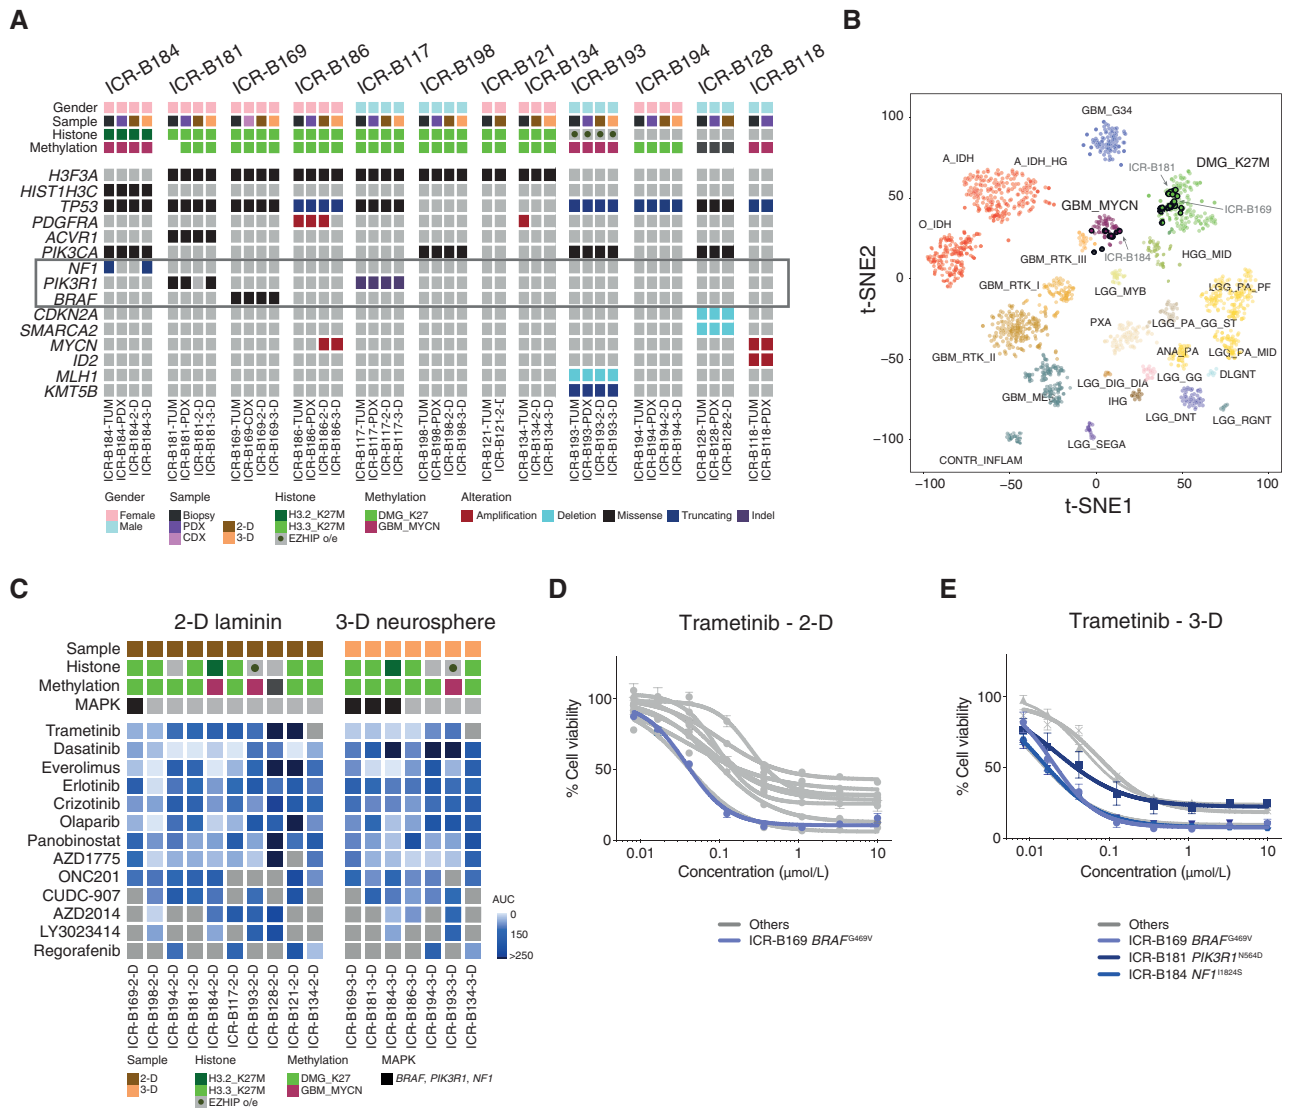 A
ICR-B184
ICR-B181
ICR-B169
ICR-B186
ICR-B117
ICR-B198
ICR-B121
ICR-B134
ICR-B193
ICR-B194
ICR-B128
ICR-B118
Gender
Sample
Histone
Methylation
H3F3A
HIST1H3C
TP53
PDGFRA
ACVR1
PIK3CA
NF1
PIK3R1
BRAF
CDKN2A
SMARCA2
MYCN
ID2
MLH1
KMT5B
ICR-B184-TUM
ICR-B184-PDX
ICR-B184-2-D
ICR-B184-3-D
ICR-B181-TUM
ICR-B181-PDX
ICR-B181-2-D
ICR-B181-3-D
ICR-B169-TUM
ICR-B169-CDX
ICR-B169-2-D
ICR-B169-3-D
ICR-B186-TUM
ICR-B186-PDX
ICR-B186-2-D
ICR-B186-3-D
ICR-B117-TUM
ICR-B117-PDX
ICR-B117-2-D
ICR-B117-3-D
ICR-B198-TUM
ICR-B198-PDX
ICR-B198-2-D
ICR-B198-3-D
ICR-B121-TUM
ICR-B121-2-D
ICR-B134-TUM
ICR-B134-2-D
ICR-B134-3-D
ICR-B193-TUM
ICR-B193-PDX
ICR-B193-2-D
ICR-B193-3-D
ICR-B194-TUM
ICR-B194-PDX
ICR-B194-2-D
ICR-B194-3-D
ICR-B128-TUM
ICR-B128-PDX
ICR-B128-2-D
ICR-B118-TUM
ICR-B118-PDX
Gender
Female
Male
Sample
Biopsy
PDX
CDX
2-D
3-D
Histone
H3.2_K27M
H3.3_K27M
EZHIP o/e
Methylation
DMG_K27
GBM_MYCN
Alteration
Amplification
Deletion
Missense
Truncating
Indel
B
t-SNE2
100
50
0
−50
−100
GBM_G34
A_IDH
A_IDH_HG
DMG_K27M
ICR-B181
GBM_MYCN
ICR-B169
O_IDH
ICR-B184
GBM_RTK_III
HGG_MID
GBM_RTK_I
LGG_MYB
LGG_PA_PF
PXA
LGG_PA_GG_ST
GBM_RTK_II
ANA_PA
LGG_PA_MID
LGG_DIG_DIA
LGG_GG
DLGNT
GBM_MES
IHG
LGG_DNT
LGG_RGNT
LGG_SEGA
CONTR_INFLAM
−100
−50
0
50
100
t-SNE1
C
2-D laminin
3-D neurosphere
Sample
Histone
Methylation
MAPK
Trametinib
Dasatinib
Everolimus
Erlotinib
Crizotinib
Olaparib
Panobinostat
AZD1775
ONC201
CUDC-907
AZD2014
LY3023414
Regorafenib
AUC
0
150
>250
ICR-B169-2-D
ICR-B198-2-D
ICR-B194-2-D
ICR-B181-2-D
ICR-B184-2-D
ICR-B117-2-D
ICR-B193-2-D
ICR-B128-2-D
ICR-B121-2-D
ICR-B134-2-D
ICR-B169-3-D
ICR-B181-3-D
ICR-B184-3-D
ICR-B186-3-D
ICR-B194-3-D
ICR-B193-3-D
ICR-B134-3-D
Sample
2-D
3-D
Histone
H3.2_K27M
H3.3_K27M
EZHIP o/e
Methylation
DMG_K27
GBM_MYCN
MAPK
BRAF, PIK3R1, NF1
D
Trametinib - 2-D
% Cell viability
100
50
0
0.01
0.1
1
10
Concentration (µmol/L)
Others
ICR-B169 BRAF^G469V
E
Trametinib - 3-D
% Cell viability
100
50
0
0.01
0.1
1
10
Concentration (µmol/L)
Others
ICR-B169 BRAF^G469V
ICR-B181 PIK3R1^N564D
ICR-B184 NF1^I1824S